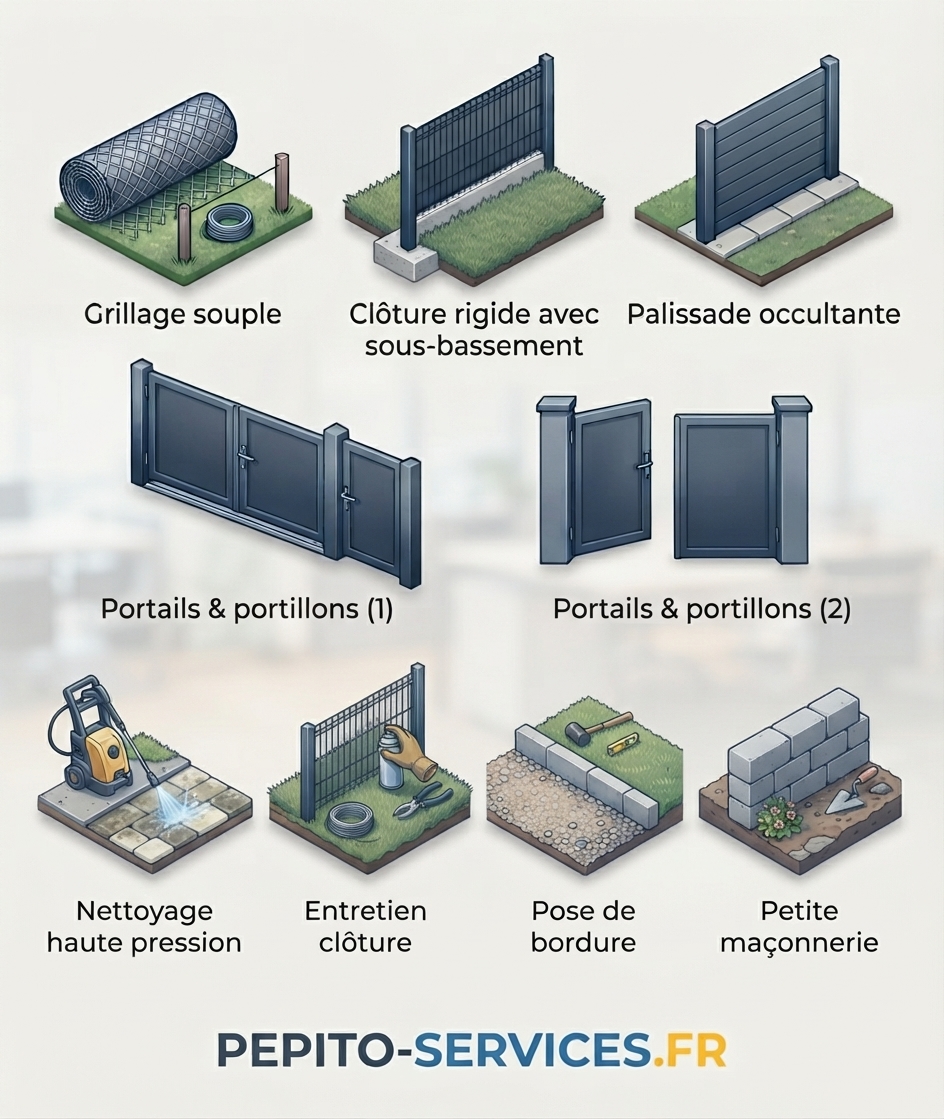 Grillage souple
Clôture rigide avec
sous-bassement
Palissade occultante
Portails & portillons (1)
Portails & portillons (2)
Nettoyage
haute pression
Entretien
clôture
Pose de
bordure
Petite
maçonnerie
PEPITO-SERVICES.FR